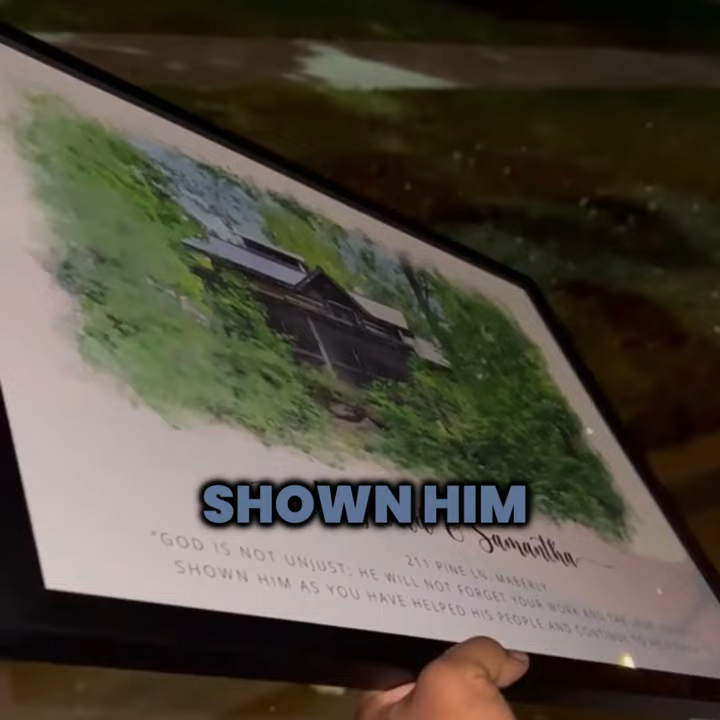 SHOWN HIM
& Samantha
211 PINE LN, MABERLY
"GOD IS NOT UNJUST; HE WILL NOT FORGET YOUR WORK AND THE LOVE
SHOWN HIM AS YOU HAVE HELPED HIS PEOPLE AND CONTINUE TO